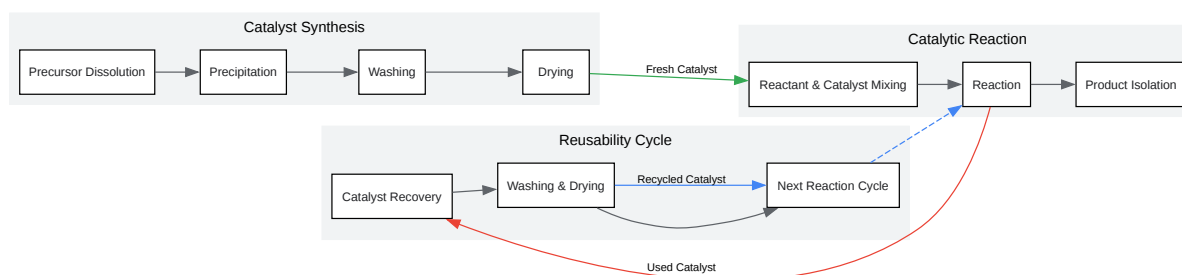 Catalyst Synthesis
Precursor Dissolution
Precipitation
Washing
Drying
Fresh Catalyst
Catalytic Reaction
Reactant & Catalyst Mixing
Reaction
Product Isolation
Reusability Cycle
Catalyst Recovery
Washing & Drying
Recycled Catalyst
Next Reaction Cycle
Used Catalyst